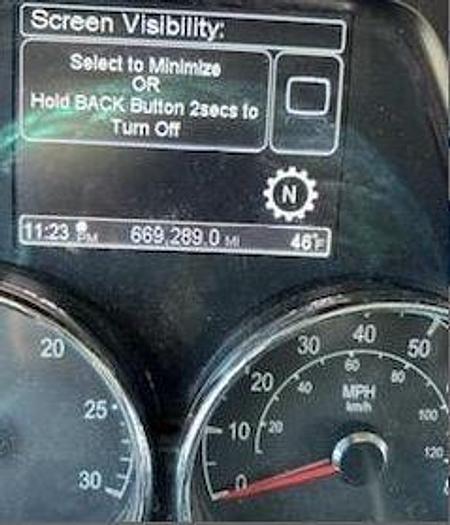 Screen Visibility:
Select to Minimize
OR
Hold BACK Button 2secs to
Turn Off
N
11:23 PM 669,289.0 MI 46°F
20
25
30
0
10
20
30
40
50
20
40
60
80
100
120
MPH
km/h